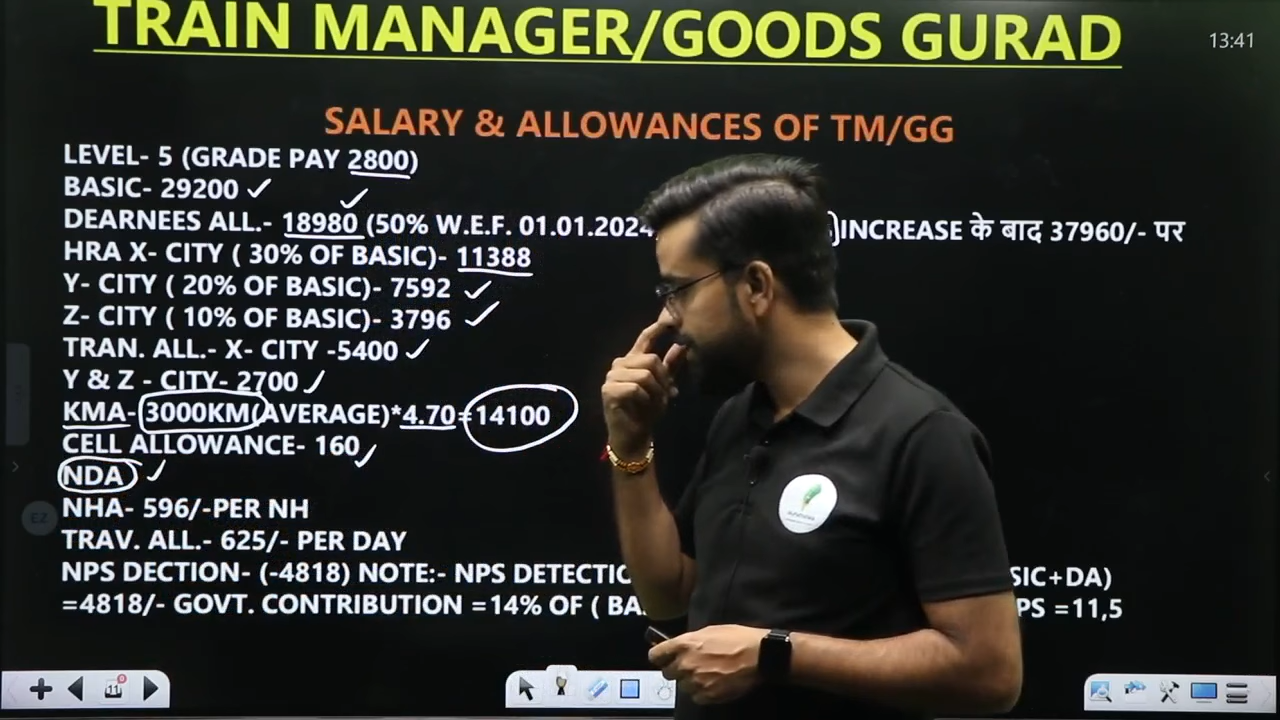 TRAIN MANAGER/GOODS GURAD
13:41
SALARY & ALLOWANCES OF TM/GG
LEVEL- 5 (GRADE PAY 2800)
BASIC- 29200
DEARNEES ALL.- 18980 (50% W.E.F. 01.01.2024 )INCREASE के बाद 37960/- पर
HRA X- CITY ( 30% OF BASIC)- 11388
Y- CITY ( 20% OF BASIC)- 7592
Z- CITY ( 10% OF BASIC)- 3796
TRAN. ALL.- X- CITY -5400
Y & Z - CITY- 2700
KMA- 3000KM(AVERAGE)*4.70=14100
CELL ALLOWANCE- 160
NDA
NHA- 596/-PER NH
TRAV. ALL.- 625/- PER DAY
NPS DECTION- (-4818) NOTE:- NPS +DA)
=4818/- GOVT. CONTRIBUTION =14% OF ( =11,5
EZ
11